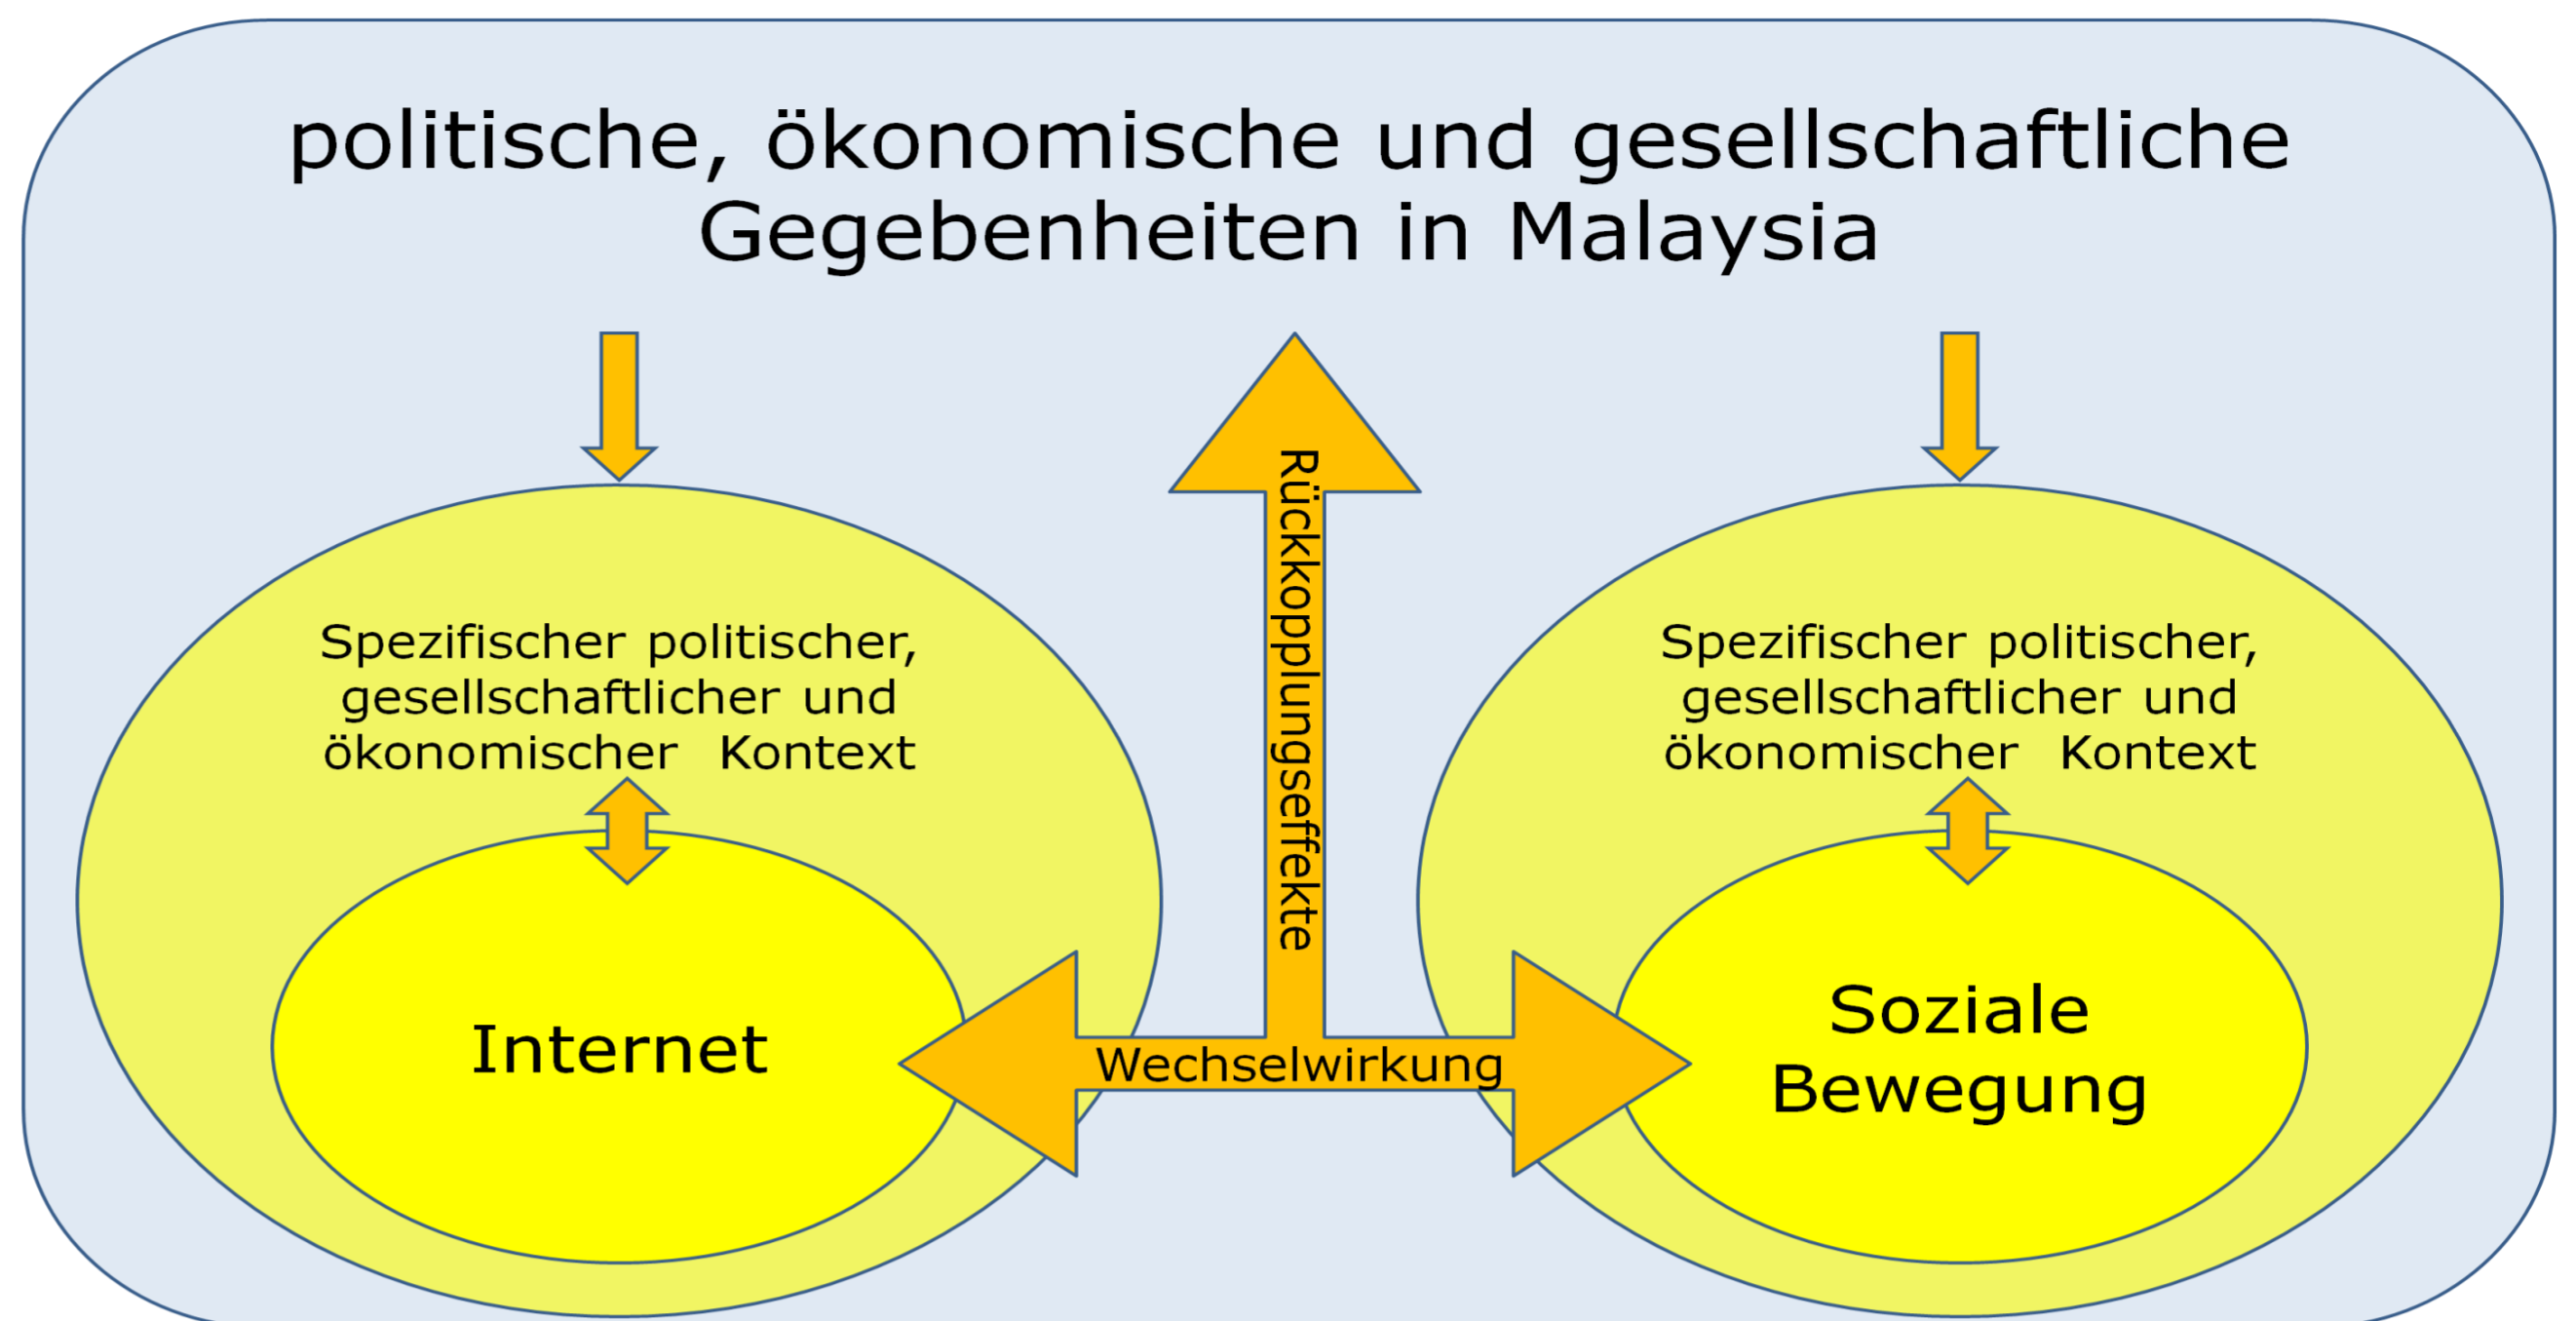 politische, ökonomische und gesellschaftliche
Gegebenheiten in Malaysia
Rückkopplungseffekte
Spezifischer politischer,
gesellschaftlicher und
ökonomischer Kontext
Spezifischer politischer,
gesellschaftlicher und
ökonomischer Kontext
Internet
Wechselwirkung
Soziale
Bewegung